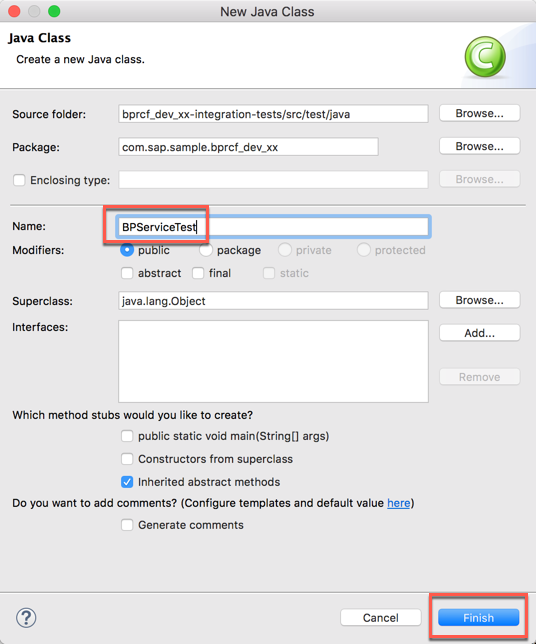 New Java Class
Java Class
Create a new Java class.
C
Source folder: bprcf_dev_xx-integration-tests/src/test/java Browse...
Package: com.sap.sample.bprcf_dev_xx Browse...
Enclosing type: Browse...
Name: BPServiceTest
Modifiers: public package private protected
abstract final static
Superclass: java.lang.Object Browse...
Interfaces: Add...
Remove
Which method stubs would you like to create?
public static void main(String[] args)
Constructors from superclass
Inherited abstract methods
Do you want to add comments? (Configure templates and default value here)
Generate comments
? Cancel Finish